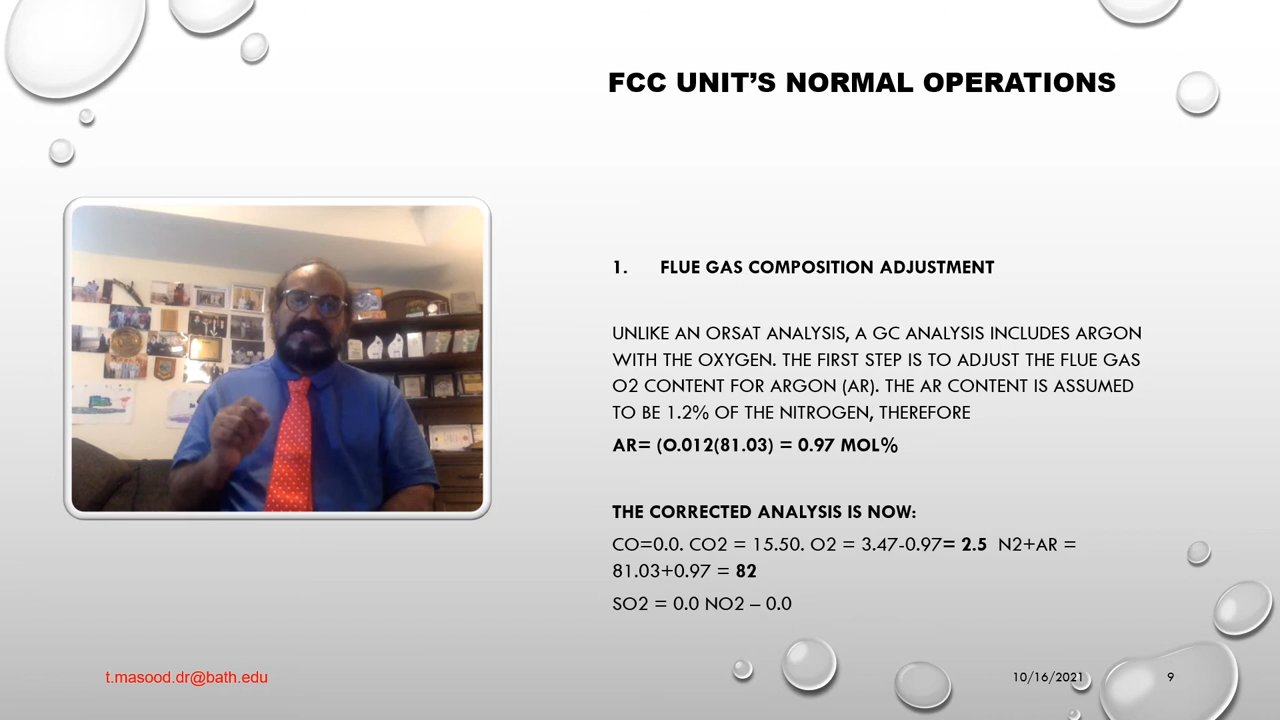 FCC UNIT’S NORMAL OPERATIONS
1. FLUE GAS COMPOSITION ADJUSTMENT
UNLIKE AN ORSAT ANALYSIS, A GC ANALYSIS INCLUDES ARGON
WITH THE OXYGEN. THE FIRST STEP IS TO ADJUST THE FLUE GAS
O2 CONTENT FOR ARGON (AR). THE AR CONTENT IS ASSUMED
TO BE 1.2% OF THE NITROGEN, THEREFORE
AR= (O.012(81.03) = 0.97 MOL%
THE CORRECTED ANALYSIS IS NOW:
CO=0.0. CO2 = 15.50. O2 = 3.47-0.97= 2.5 N2+AR =
81.03+0.97 = 82
SO2 = 0.0 NO2 – 0.0
t.masood.dr@bath.edu
10/16/2021
9